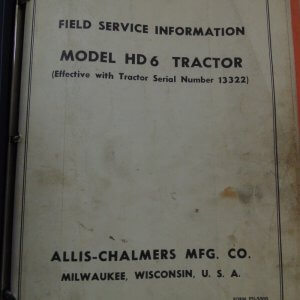 FIELD SERVICE INFORMATION
MODEL HD6 TRACTOR
(Effective with Tractor Serial Number 13322)
ALLIS-CHALMERS MFG. CO.
MILWAUKEE, WISCONSIN, U. S. A.